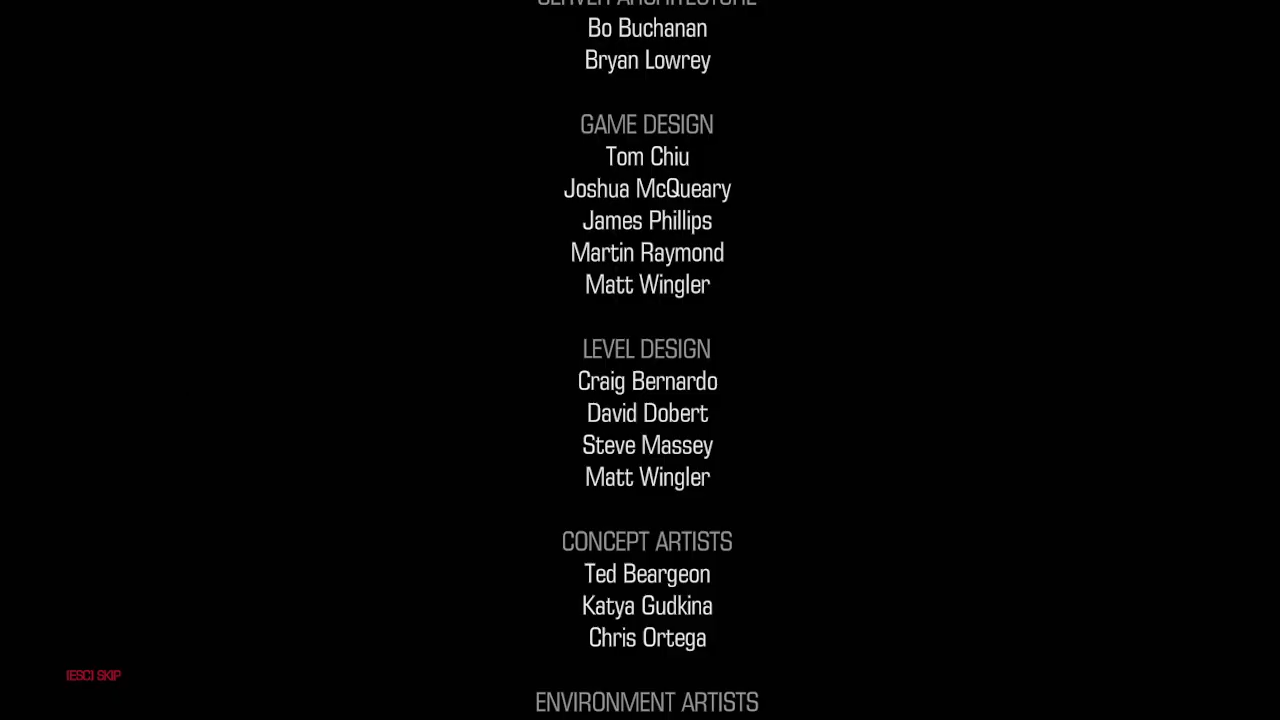 SERVER ARCHITECTURE
Bo Buchanan
Bryan Lowrey
GAME DESIGN
Tom Chiu
Joshua McQueary
James Phillips
Martin Raymond
Matt Wingler
LEVEL DESIGN
Craig Bernardo
David Dobert
Steve Massey
Matt Wingler
CONCEPT ARTISTS
Ted Beargeon
Katya Gudkina
Chris Ortega
[ESC] SKIP
ENVIRONMENT ARTISTS